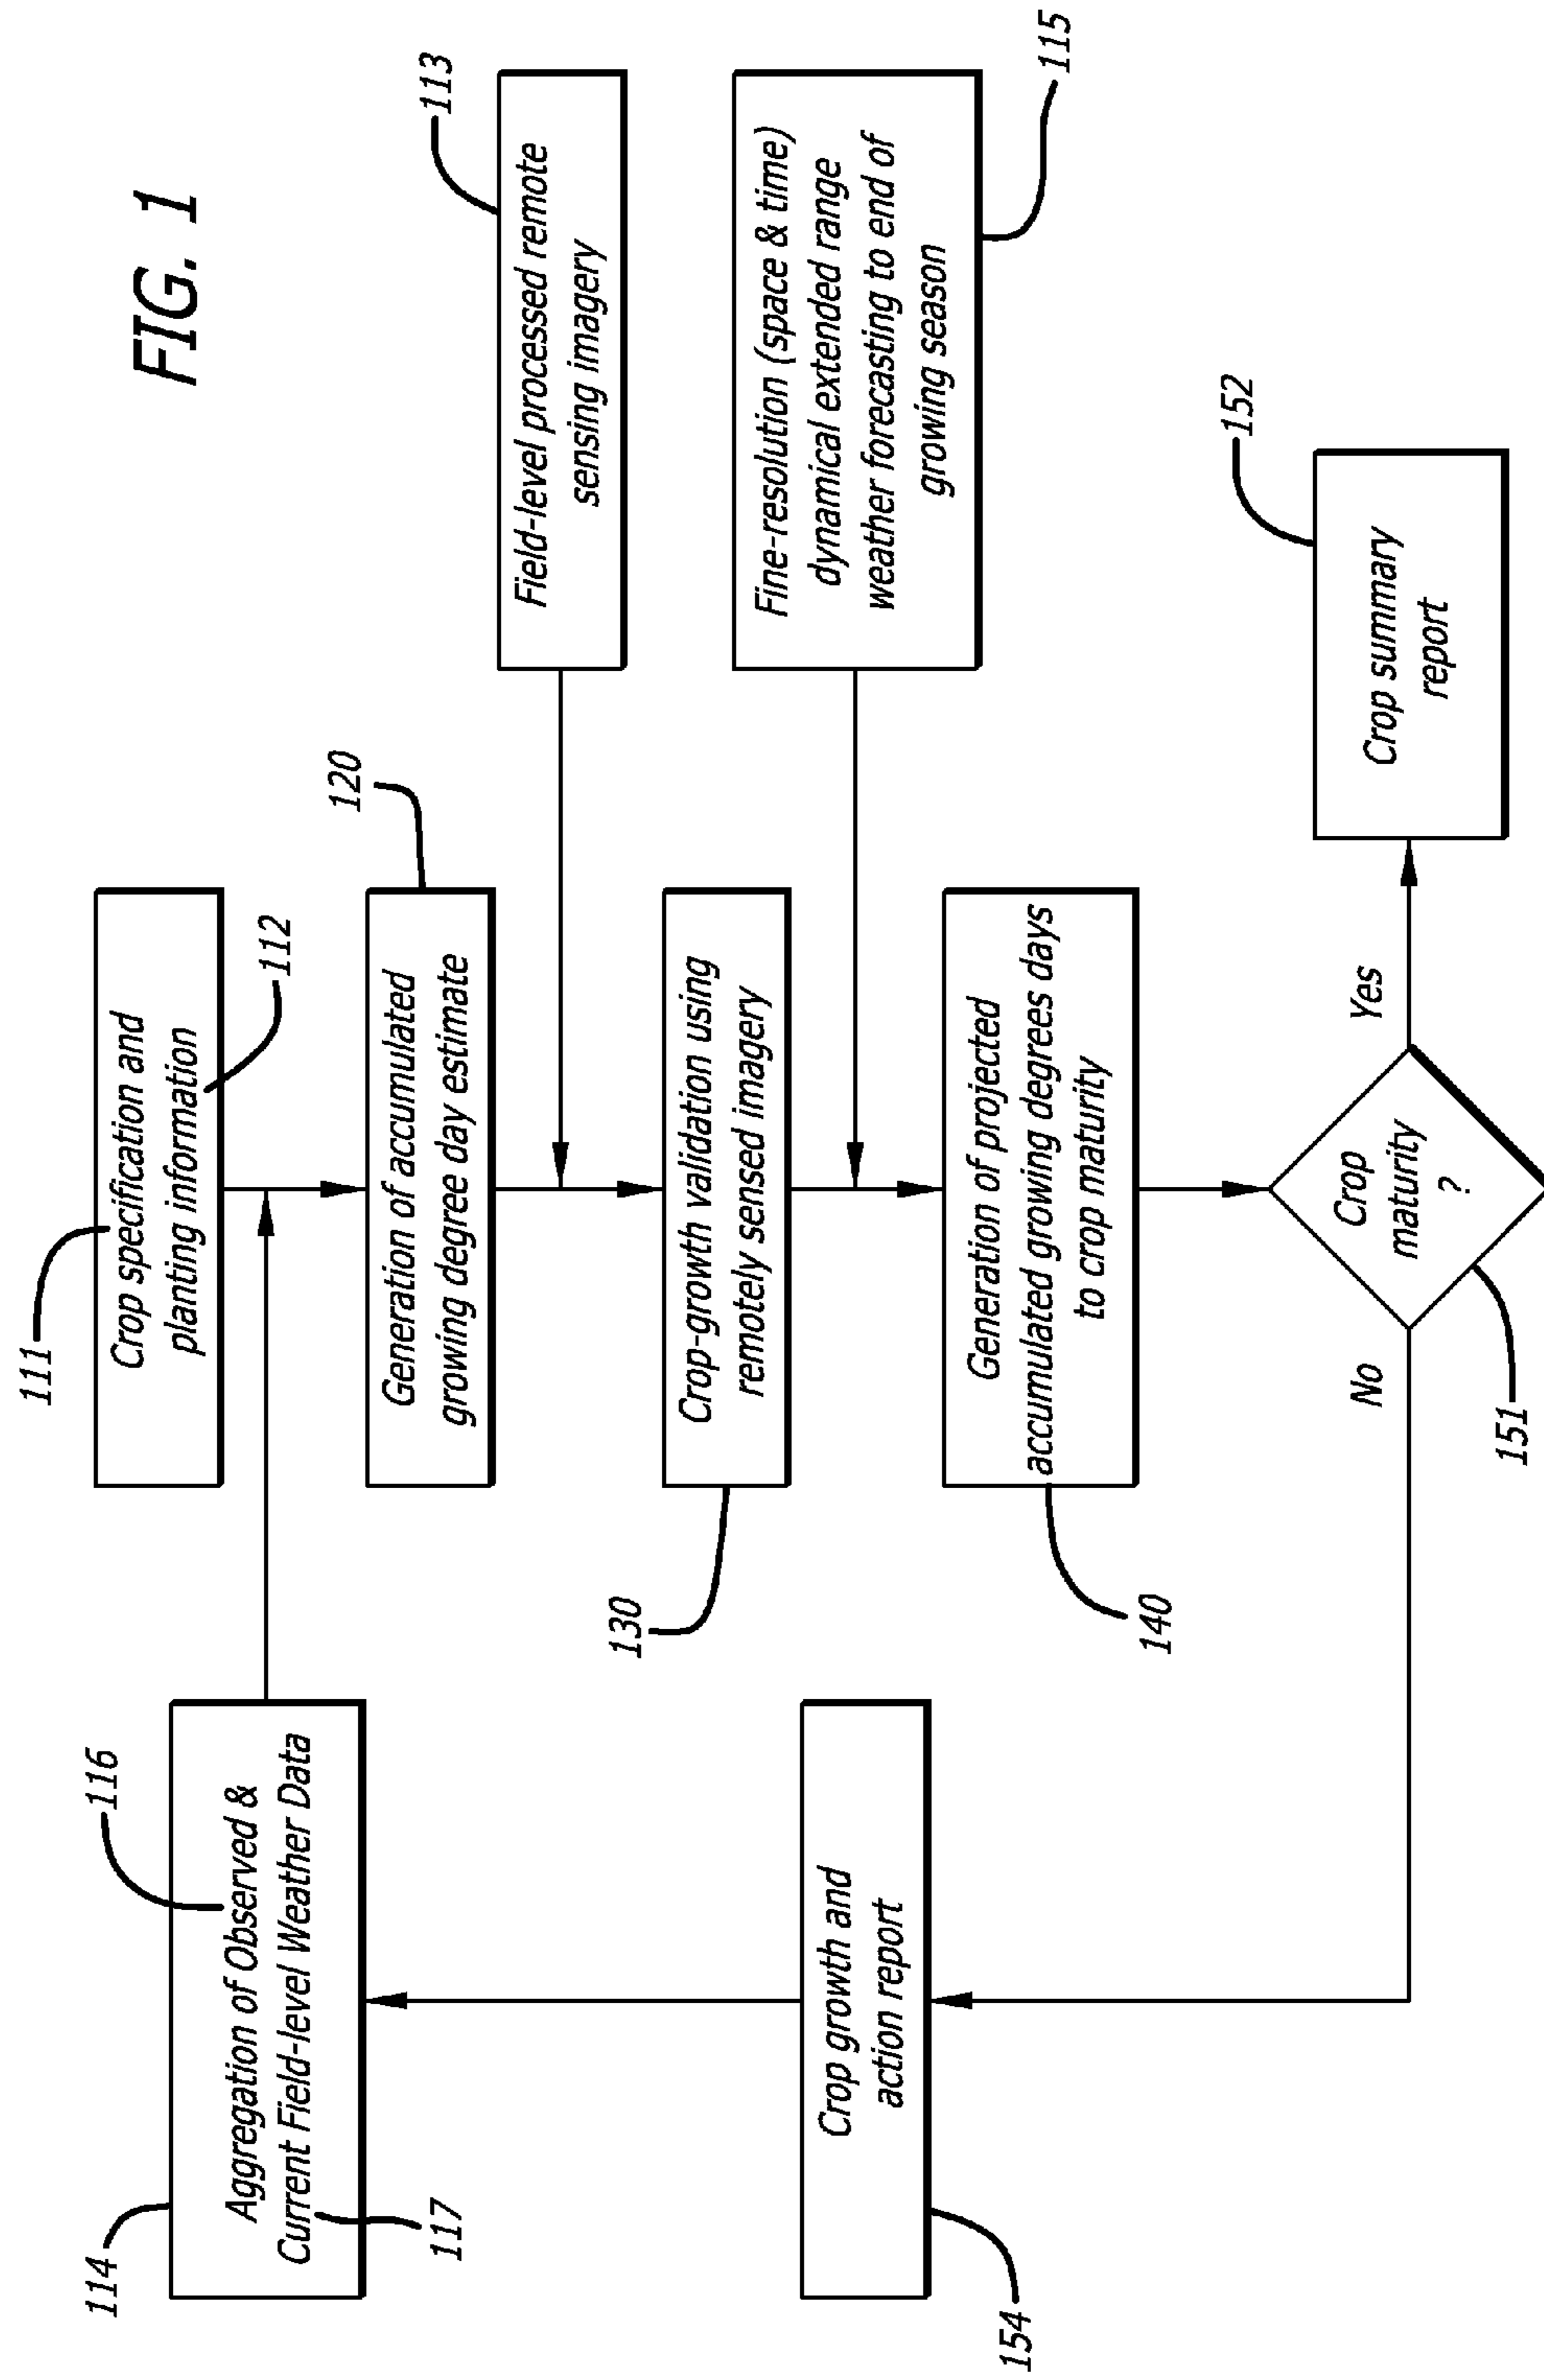 FIG. 1
111
Crop specification and
planting information
112
116
114
Aggregation of Observed &
Current Field-level Weather Data
117
120
Generation of accumulated
growing degree day estimate
113
Field-level processed remote
sensing imagery
130
Crop-growth validation using
remotely sensed imagery
Fine-resolution (space & time)
dynamical extended range
weather forecasting to end of
growing season
115
154
Crop growth and
action report
140
Generation of projected
accumulated growing degrees days
to crop maturity
No
Crop
maturity
?
151
Yes
152
Crop summary
report